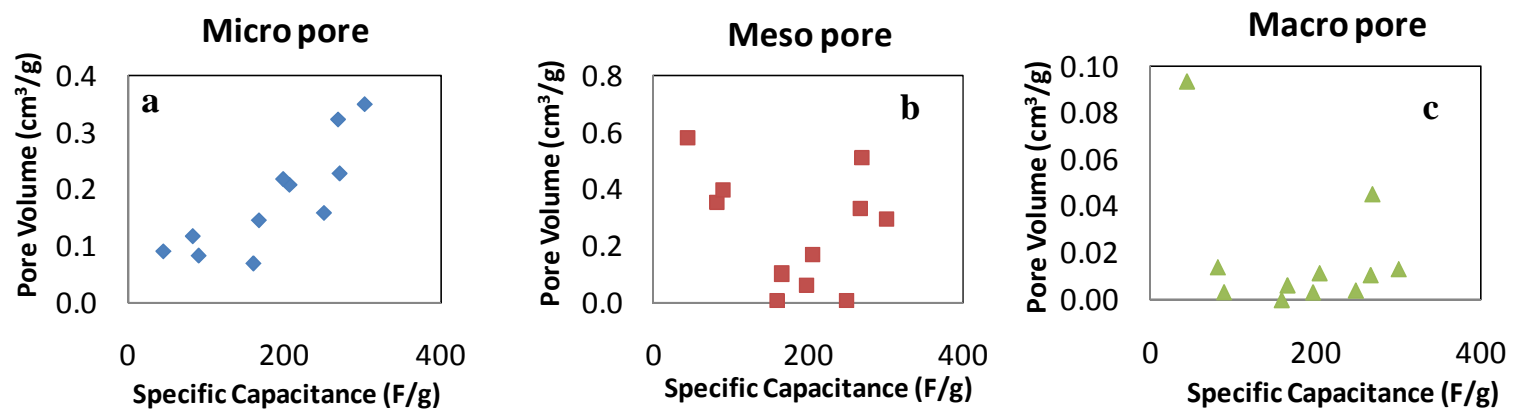 Micro pore
Pore Volume (cm³/g)
0.4
0.3
0.2
0.1
0.0
a
0 200 400
Specific Capacitance (F/g)
Meso pore
Pore Volume (cm³/g)
0.8
0.6
0.4
0.2
0.0
b
0 200 400
Specific Capacitance (F/g)
Macro pore
Pore Volume (cm³/g)
0.10
0.08
0.06
0.04
0.02
0.00
c
0 200 400
Specific Capacitance (F/g)